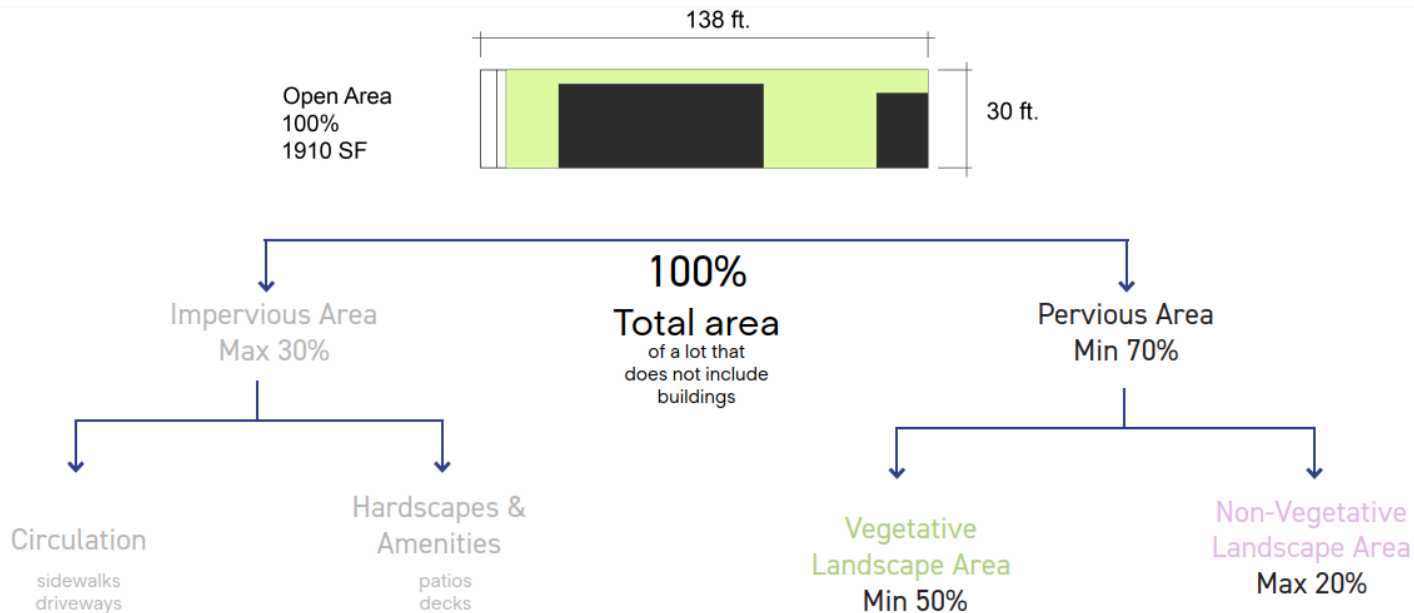 138 ft.
Open Area
100%
1910 SF
30 ft.
100%
Total area
of a lot that
does not include
buildings
Impervious Area
Max 30%
Pervious Area
Min 70%
Circulation
sidewalks
driveways
Hardscapes &
Amenities
patios
decks
Vegetative
Landscape Area
Min 50%
Non-Vegetative
Landscape Area
Max 20%